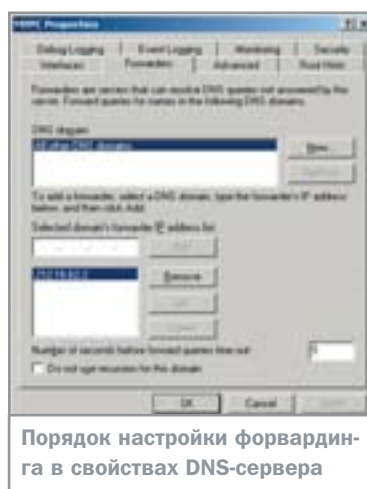 Properties
Debug Logging Event Logging Monitoring Security
Interfaces Forwarders Advanced Root Hints
Forwarders are servers that can resolve DNS queries not answered by this
server. Forward queries for names in the following DNS domains.
DNS domain:
All other DNS domains
New...
Remove
To add a forwarder, select a DNS domain, type the forwarder's IP address
below, and then click Add.
Selected domain's forwarder IP address list:
Add
Remove
Up
Down
Number of seconds before forward queries time out:
5
Do not use recursion for this domain
OK Cancel Apply
Порядок настройки форвардин-
га в свойствах DNS-сервера